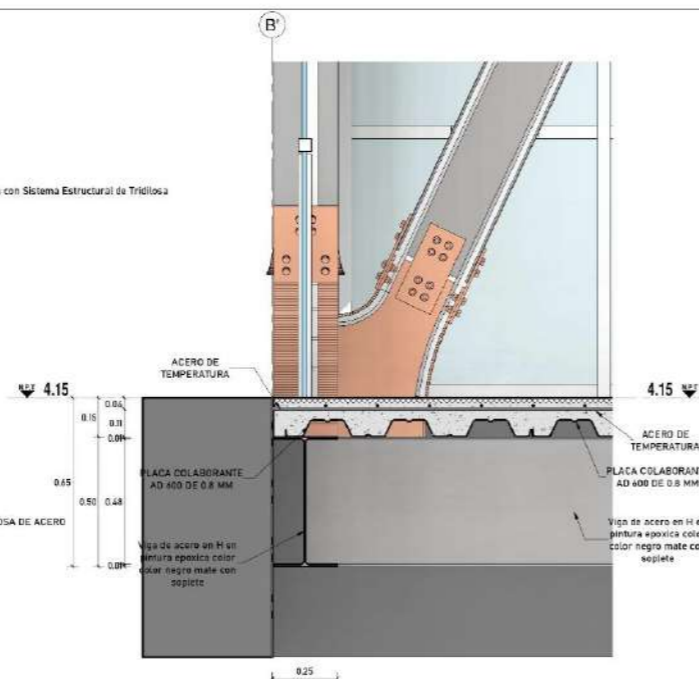 B'
con Sistema Estructural de Tridilosa
ACERO DE
TEMPERATURA
N.P.T. 4.15
4.15 N.P.T.
0.04
0.15
0.11
0.01
ACERO DE
TEMPERATURA
PLACA COLABORANTE
AD 600 DE 0.8 MM
PLACA COLABORAN
AD 600 DE 0.8 MM
0.65
0.50
0.48
OSA DE ACERO
Viga de acero en H en
pintura epoxica color
color negro mate con
soplete
Viga de acero en H e
pintura epoxica colo
color negro mate co
soplete
0.01
0.25